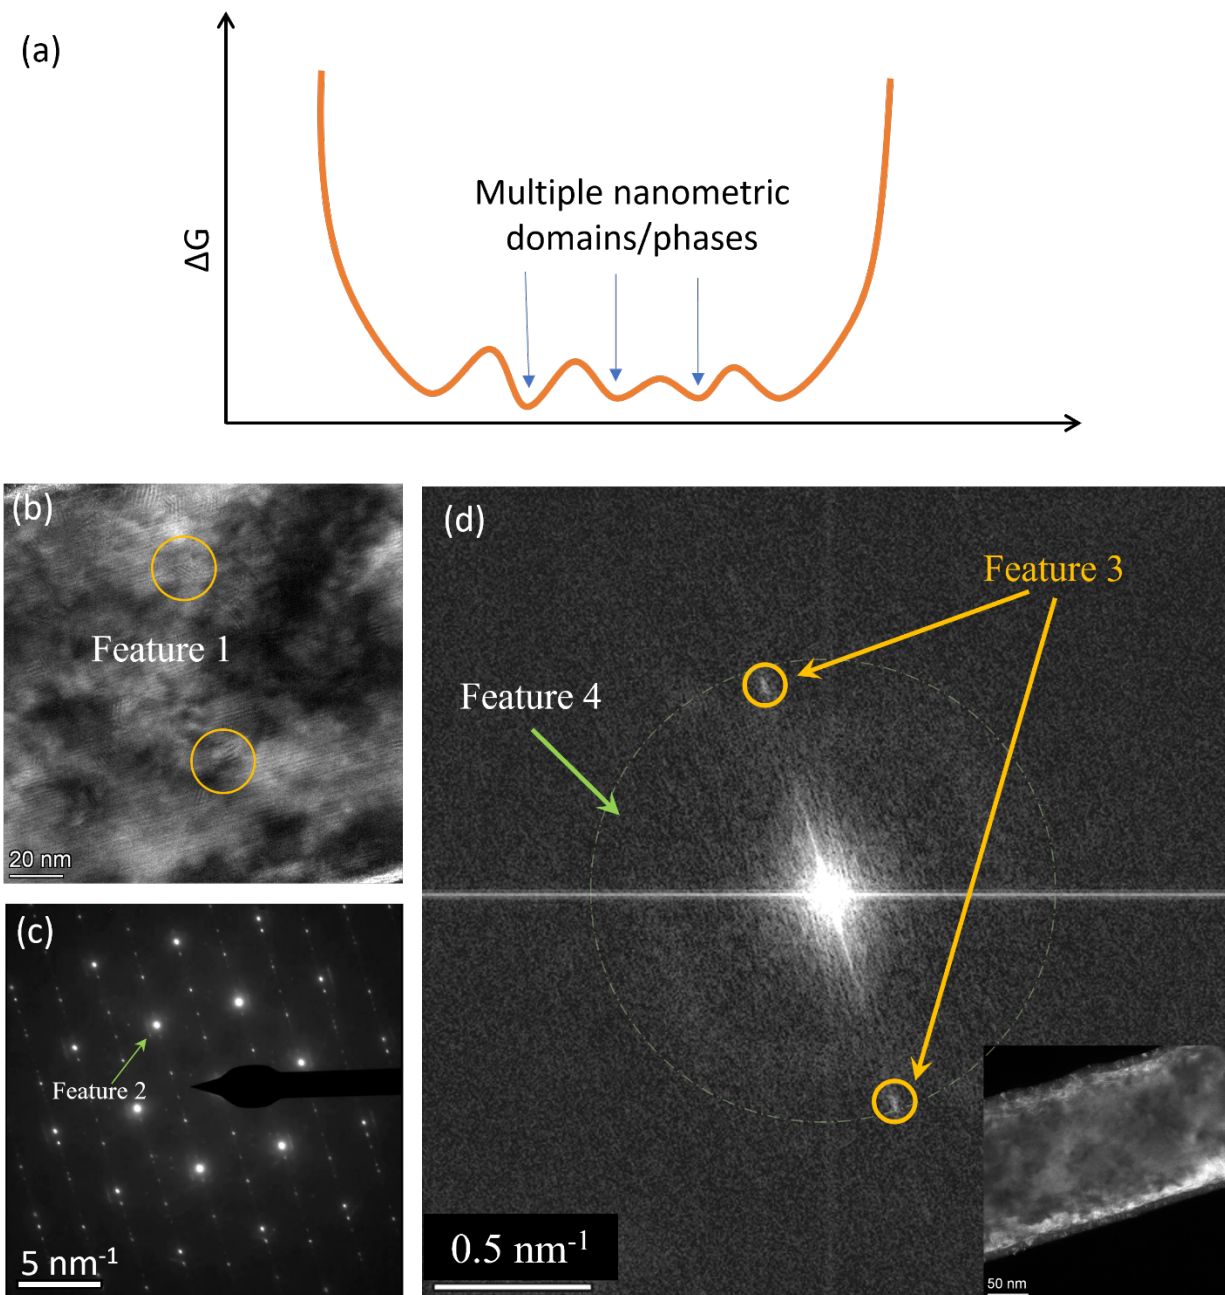 (a)
ΔG
Multiple nanometric
domains/phases
(b)
Feature 1
20 nm
(c)
Feature 2
5 nm-1
(d)
Feature 3
Feature 4
0.5 nm-1
50 nm